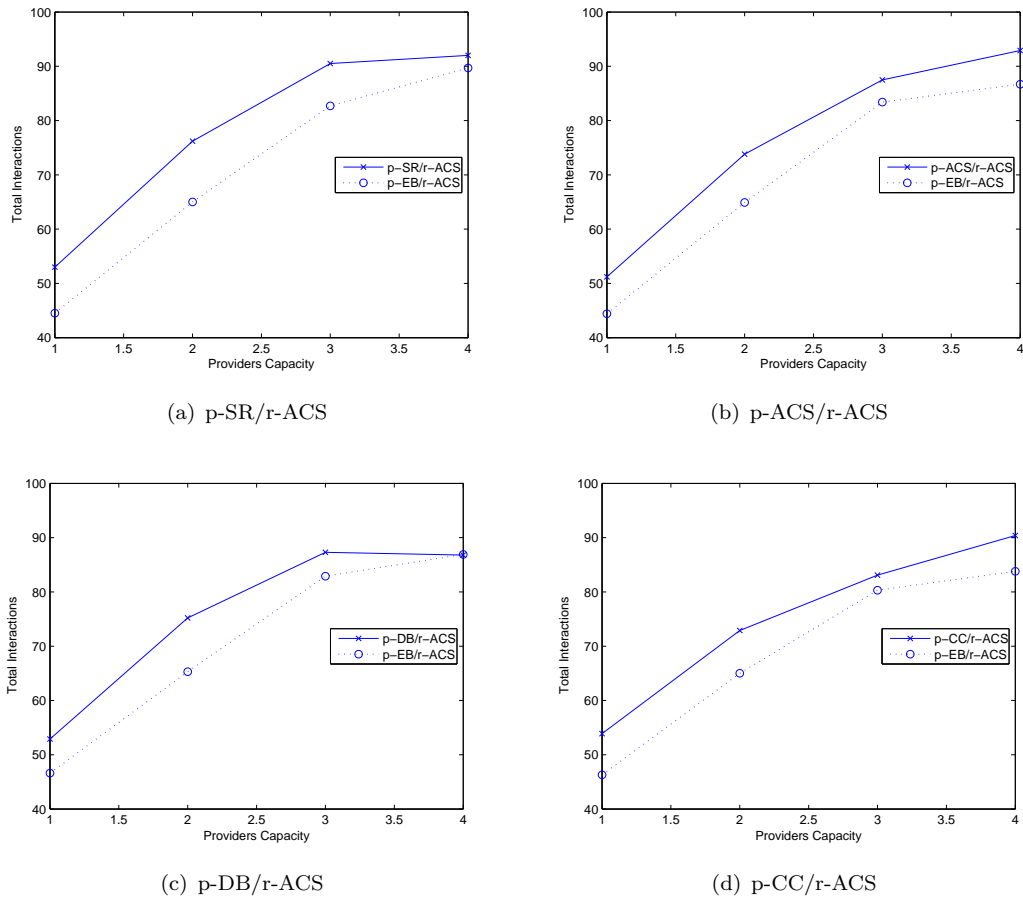 100
90
80
70
60
50
40
Total Interactions
p−SR/r−ACS
p−EB/r−ACS
1 1.5 2 2.5 3 3.5 4
Providers Capacity
(a) p-SR/r-ACS
100
90
80
70
60
50
40
Total Interactions
p−ACS/r−ACS
p−EB/r−ACS
1 1.5 2 2.5 3 3.5 4
Providers Capacity
(b) p-ACS/r-ACS
100
90
80
70
60
50
40
Total Interactions
p−DB/r−ACS
p−EB/r−ACS
1 1.5 2 2.5 3 3.5 4
Providers Capacity
(c) p-DB/r-ACS
100
90
80
70
60
50
40
Total Interactions
p−CC/r−ACS
p−EB/r−ACS
1 1.5 2 2.5 3 3.5 4
Providers Capacity
(d) p-CC/r-ACS